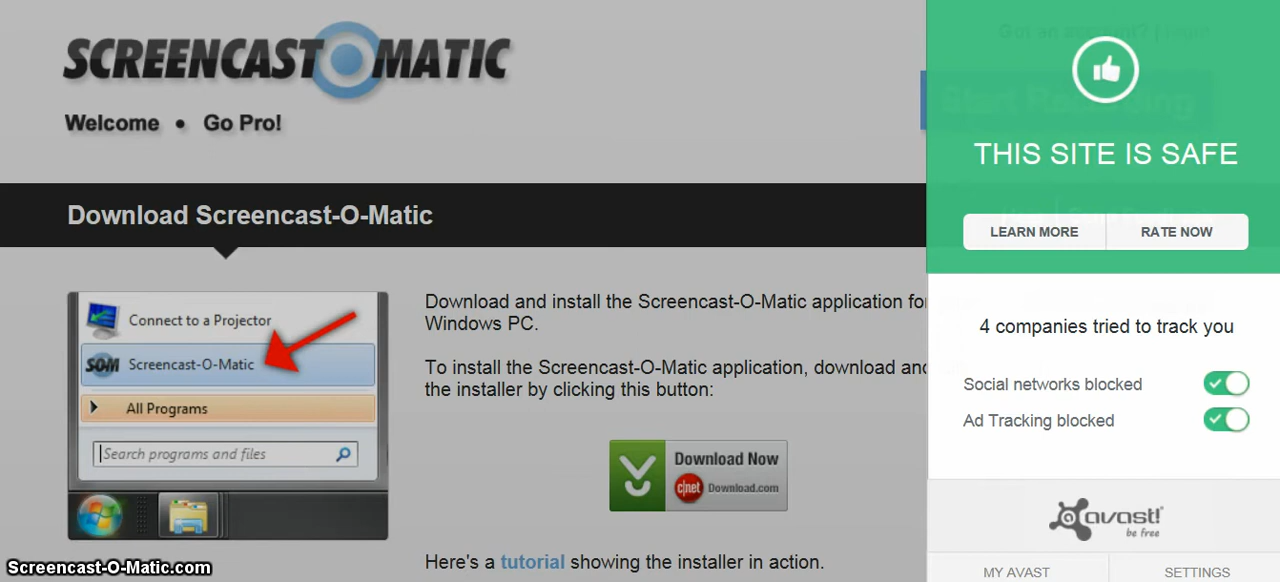 SCREENCAST-O-MATIC
Welcome • Go Pro!
Download Screencast-O-Matic
Connect to a Projector
SOM Screencast-O-Matic
All Programs
Search programs and files
Download and install the Screencast-O-Matic application for
Windows PC.
To install the Screencast-O-Matic application, download and
the installer by clicking this button:
Download Now
c|net Download.com
Here's a tutorial showing the installer in action.
Screencast-O-Matic.com
THIS SITE IS SAFE
LEARN MORE
RATE NOW
4 companies tried to track you
Social networks blocked
Ad Tracking blocked
avast!
be free
MY AVAST
SETTINGS